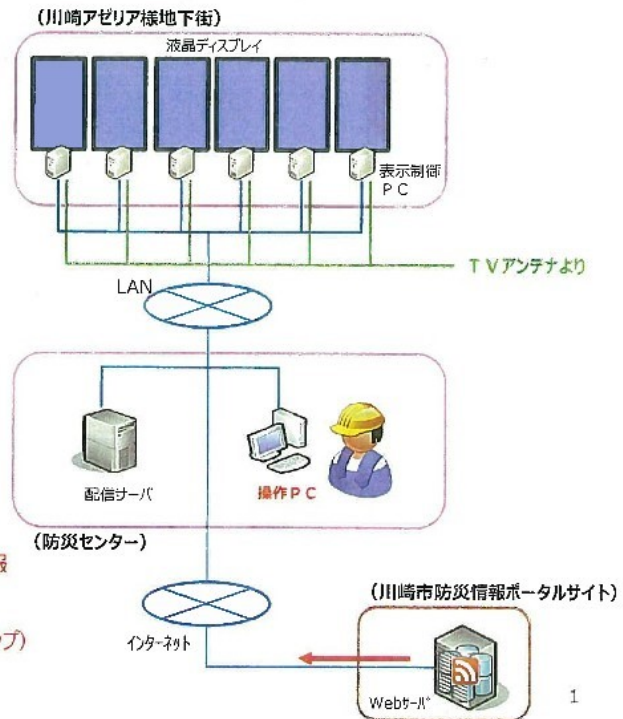 (川崎アゼリア様地下街)
液晶ディスプレイ
表示制御
PC
TVアンテナより
LAN
配信サーバ
操作PC
(防災センター)
報
ップ)
インターネット
(川崎市防災情報ポータルサイト)
Webサーバ
1